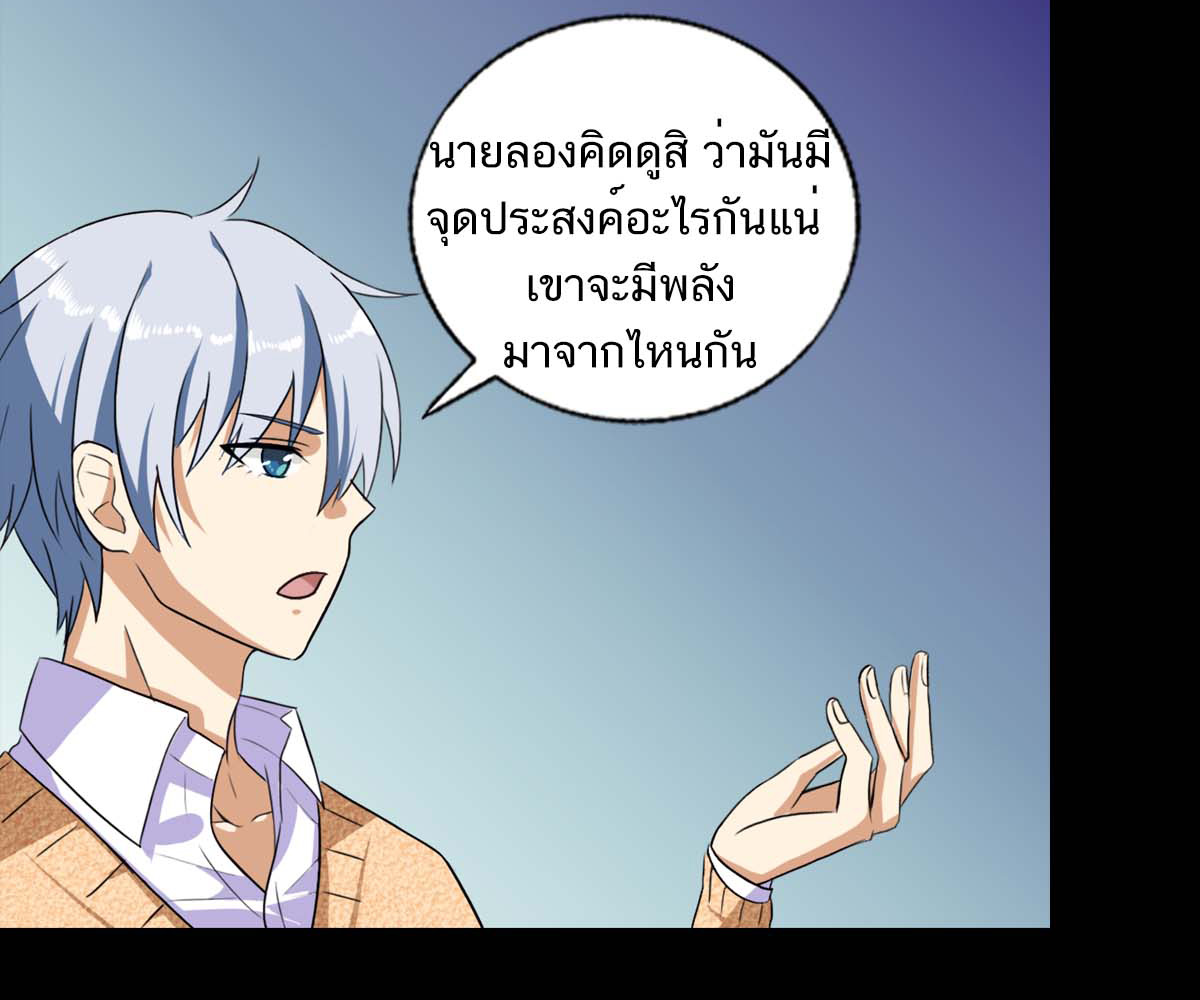 นายลองคิดดูสิ ว่ามันมี
จุดประสงค์อะไรกันแน่
เขาจะมีพลัง
มาจากไหนกัน